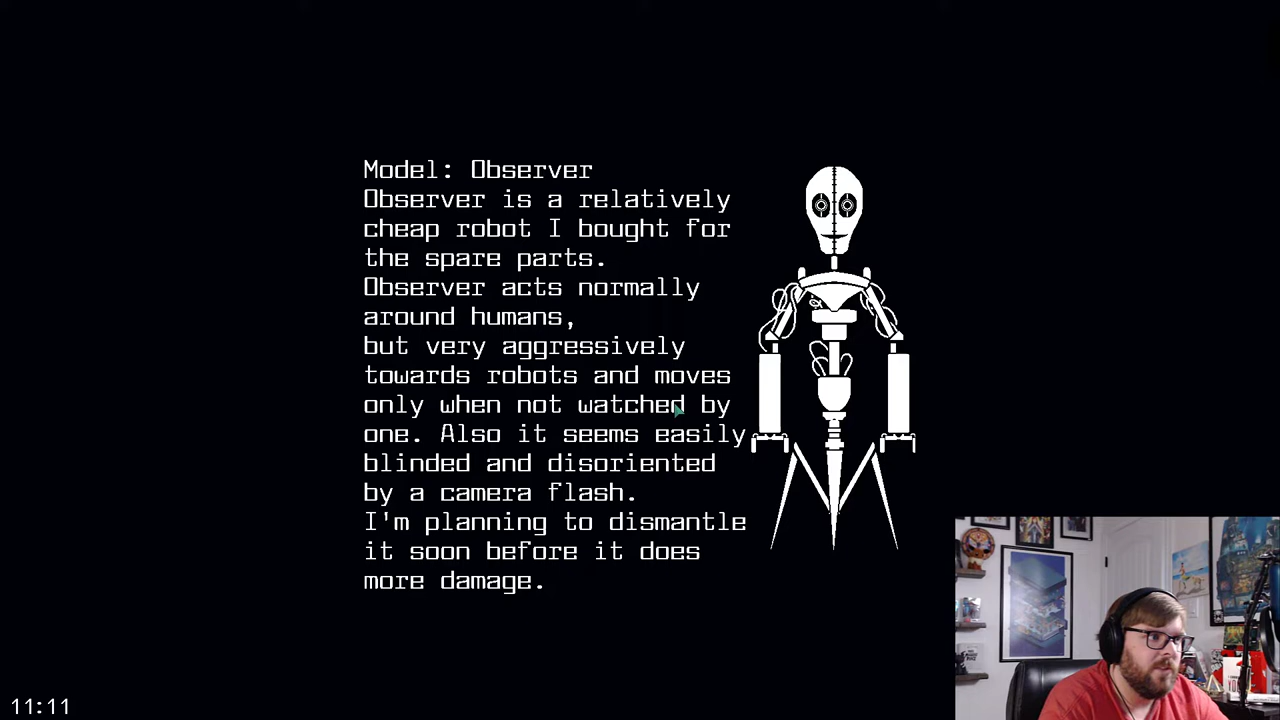 Model: Observer
Observer is a relatively
cheap robot I bought for
the spare parts.
Observer acts normally
around humans,
but very aggressively
towards robots and moves
only when not watched by
one. Also it seems easily
blinded and disoriented
by a camera flash.
I'm planning to dismantle
it soon before it does
more damage.
11:11